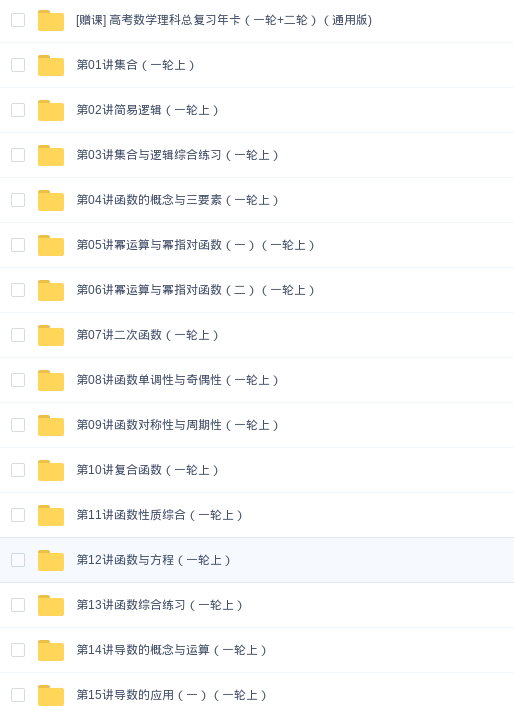 [赠课] 高考数学理科总复习年卡（一轮+二轮）（通用版)
第01讲集合（一轮上）
第02讲简易逻辑（一轮上）
第03讲集合与逻辑综合练习（一轮上）
第04讲函数的概念与三要素（一轮上）
第05讲幂运算与幂指对函数（一）（一轮上）
第06讲幂运算与幂指对函数（二）（一轮上）
第07讲二次函数（一轮上）
第08讲函数单调性与奇偶性（一轮上）
第09讲函数对称性与周期性（一轮上）
第10讲复合函数（一轮上）
第11讲函数性质综合（一轮上）
第12讲函数与方程（一轮上）
第13讲函数综合练习（一轮上）
第14讲导数的概念与运算（一轮上）
第15讲导数的应用（一）（一轮上）